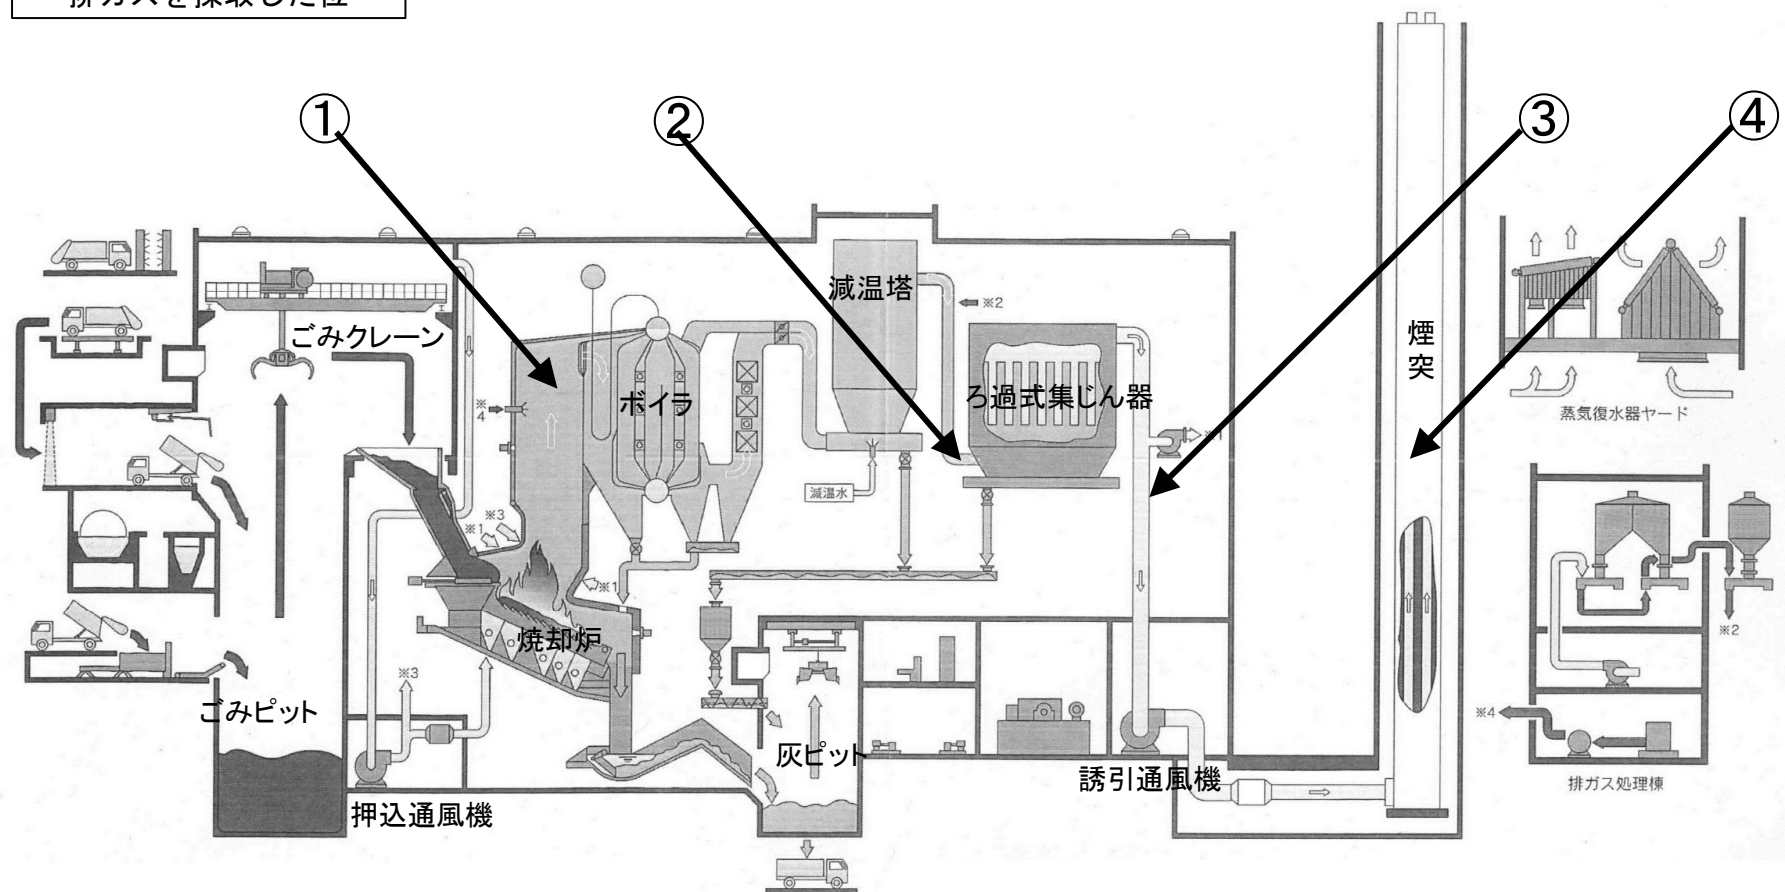 排ガスを採取した位
①
②
③
④
減温塔
※2
ごみクレーン
煙突
ろ過式集じん器
ボイラ
※4
蒸気復水器ヤード
※1
減温水
※3
※1
※1
焼却炉
※2
※3
ごみピット
※4
灰ピット
誘引通風機
排ガス処理棟
押込通風機